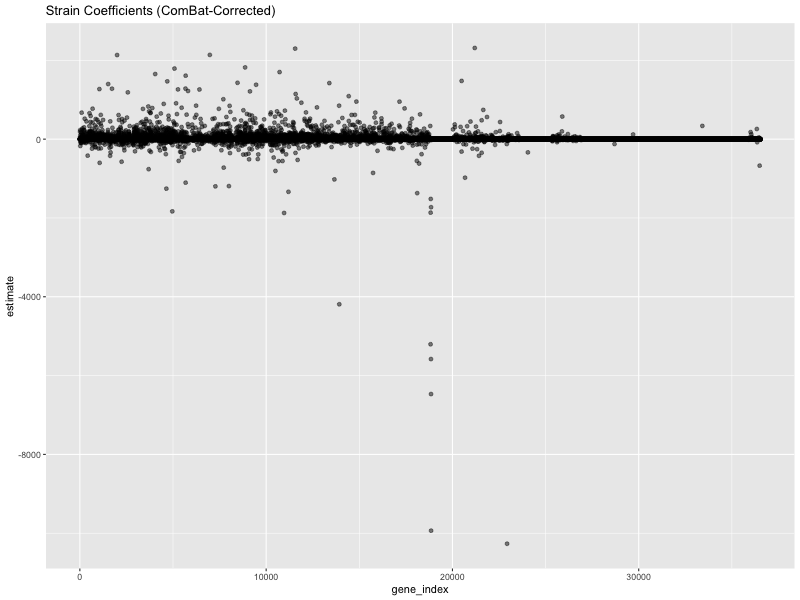 Strain Coefficients (ComBat-Corrected)
0
-4000
-8000
estimate
0 10000 20000 30000
gene_index